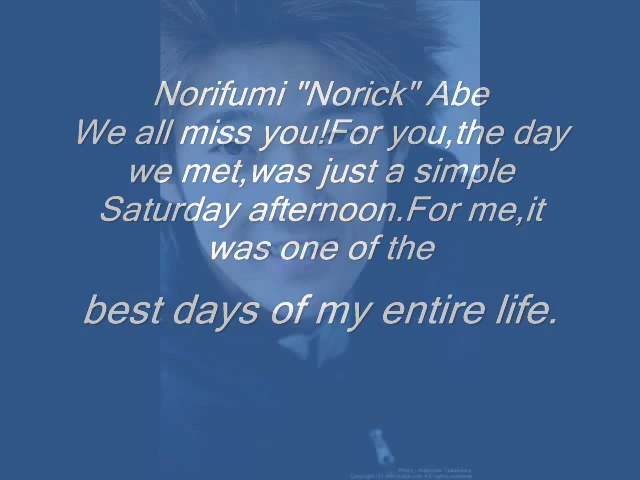 Norifumi "Norick" Abe
We all miss you!For you,the day
we met,was just a simple
Saturday afternoon.For me,it
was one of the
best days of my entire life.